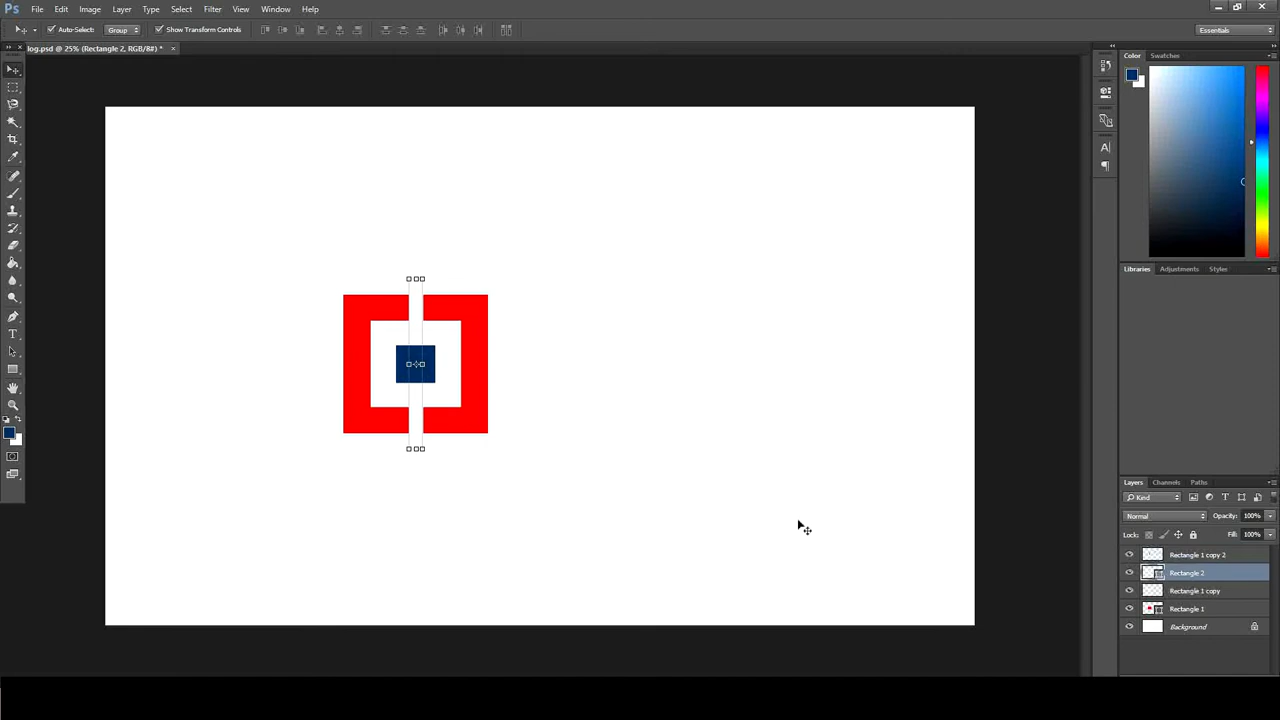 Ps File Edit Image Layer Type Select Filter View Window Help
Auto-Select: Group Show Transform Controls Essentials
log.psd @ 25% (Rectangle 2, RGB/8#) * ×
Color Swatches
A|
Libraries Adjustments Styles
T
Layers Channels Paths
Kind T
Normal Opacity: 100%
Lock: Fill: 100%
Rectangle 1 copy 2
Rectangle 2
Rectangle 1 copy
Rectangle 1
Background